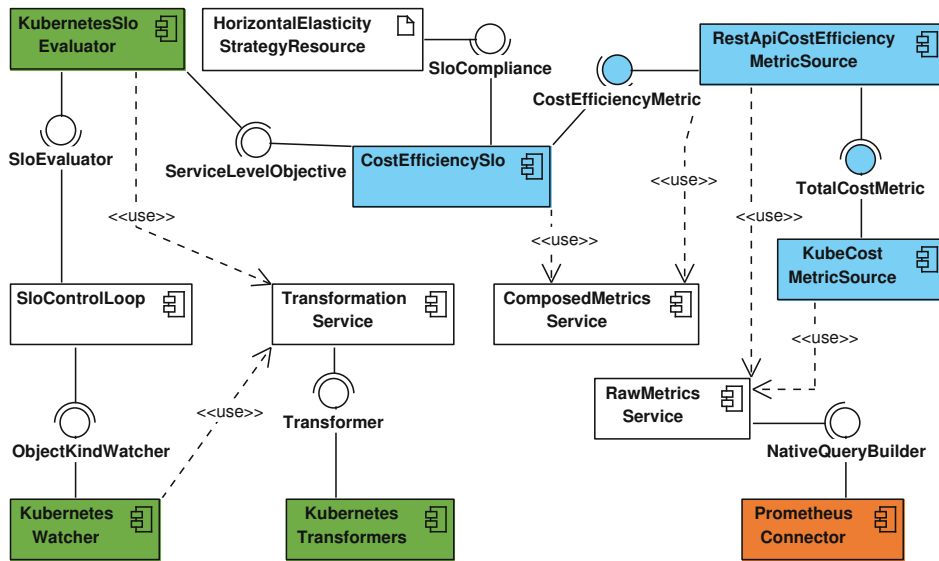 KubernetesSlo
Evaluator
HorizontalElasticity
StrategyResource
SloCompliance
RestApiCostEfficiency
MetricSource
CostEfficiencyMetric
SloEvaluator
ServiceLevelObjective
CostEfficiencySlo
TotalCostMetric
<<use>>
<<use>>
<<use>>
<<use>>
KubeCost
MetricSource
SloControlLoop
Transformation
Service
ComposedMetrics
Service
<<use>>
RawMetrics
Service
<<use>>
Transformer
ObjectKindWatcher
NativeQueryBuilder
Kubernetes
Watcher
Kubernetes
Transformers
Prometheus
Connector